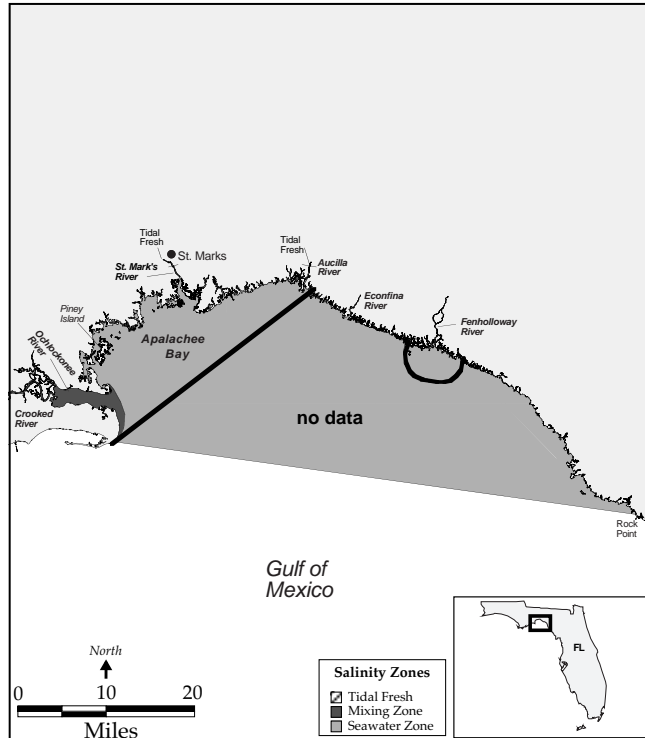 Tidal
Fresh
St. Marks
St. Mark's
River
Tidal
Fresh
Aucilla
River
Econfina
River
Fenholloway
River
Piney
Island
Apalachee
Bay
Ochlockonee
River
Crooked
River
no data
Rock
Point
Gulf of
Mexico
North
0 10 20
Miles
Salinity Zones
Tidal Fresh
Mixing Zone
Seawater Zone
FL